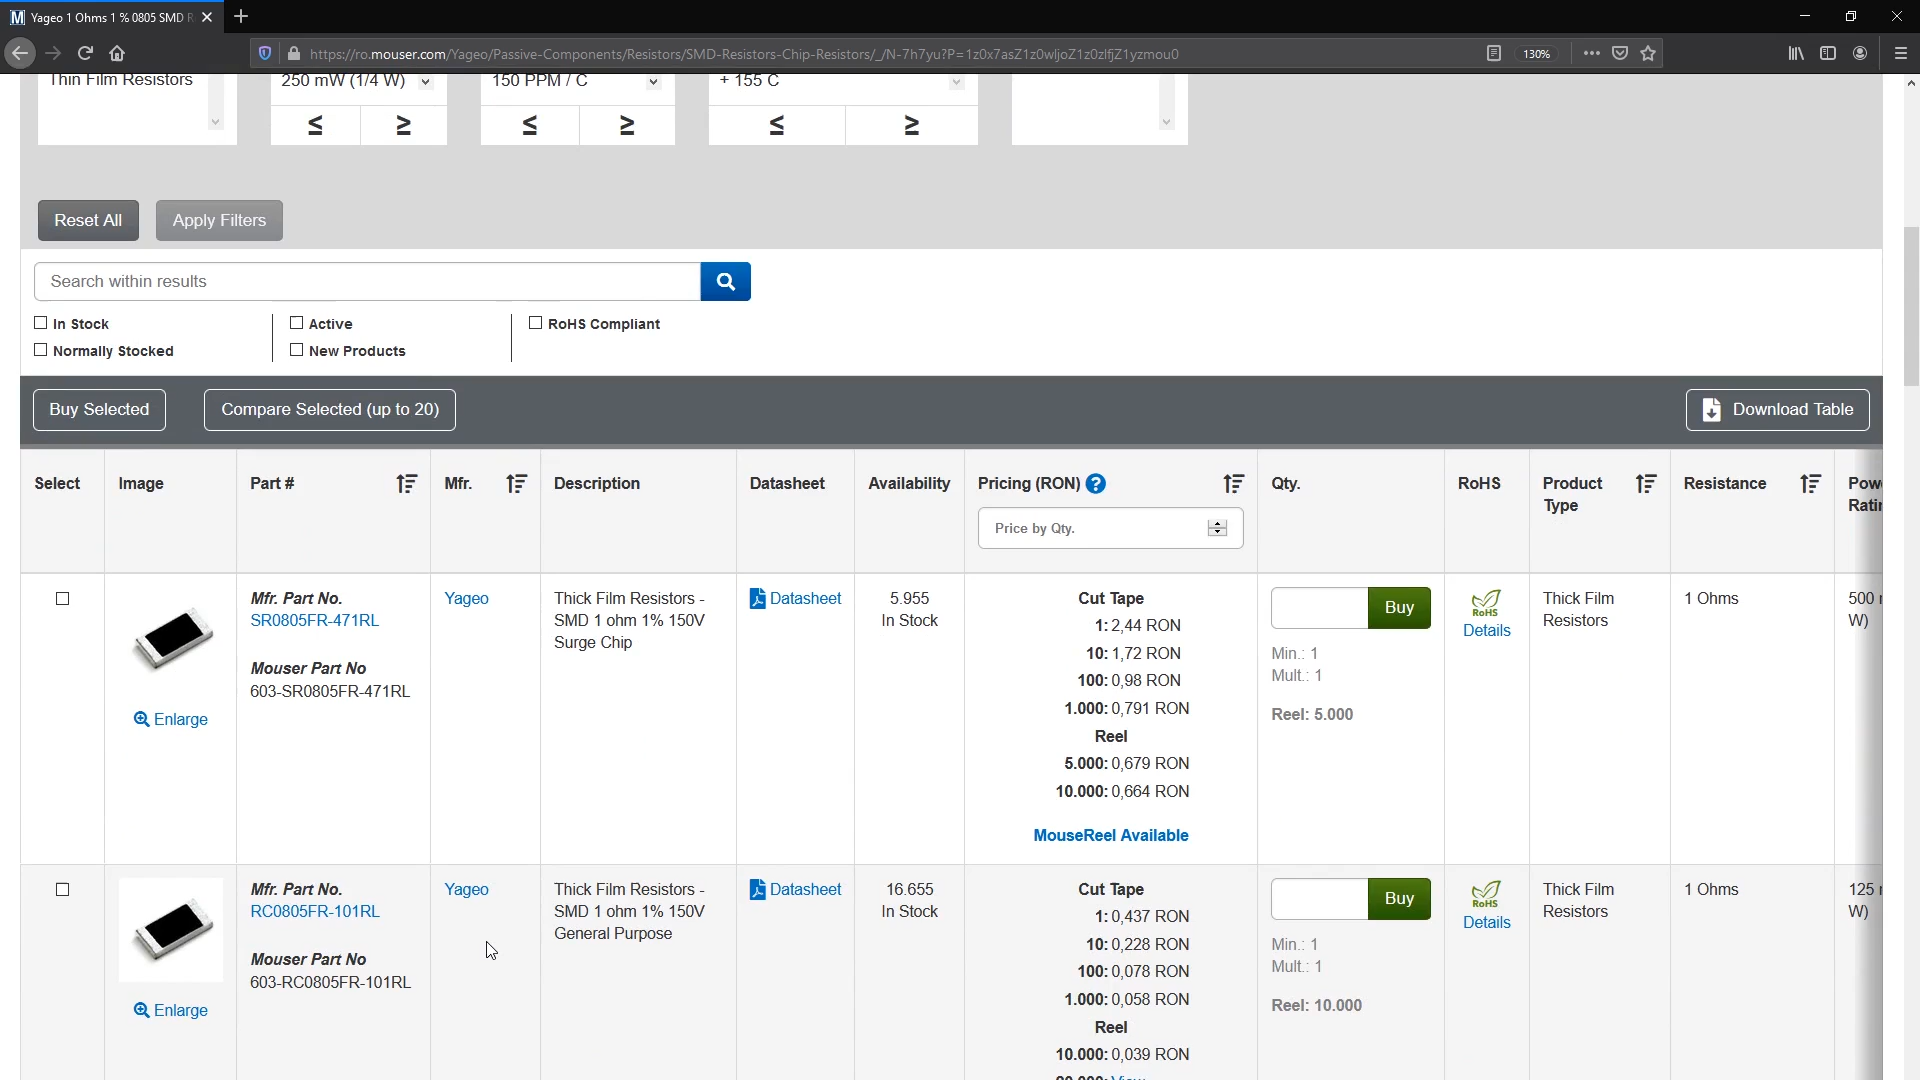 Yageo 1 Ohms 1 % 0805 SMD R
https://ro.mouser.com/Yageo/Passive-Components/Resistors/SMD-Resistors-Chip-Resistors/_/N-7h7yu?P=1z0x7asZ1z0wljoZ1z0zlfjZ1yzmou0
130%
Thin Film Resistors
250 mW (1/4 W)
150 PPM / C
+ 155 C
≤ ≥ ≤ ≥ ≤ ≥
Reset All Apply Filters
Search within results
In Stock Active RoHS Compliant
Normally Stocked New Products
Buy Selected Compare Selected (up to 20) Download Table
Select Image Part # Mfr. Description Datasheet Availability Pricing (RON) ? Qty. RoHS Product Type Resistance
Price by Qty.
Mfr. Part No.
SR0805FR-471RL
Mouser Part No
603-SR0805FR-471RL
Enlarge
Yageo
Thick Film Resistors -
SMD 1 ohm 1% 150V
Surge Chip
Datasheet
5.955
In Stock
Cut Tape
1: 2,44 RON
10: 1,72 RON
100: 0,98 RON
1.000: 0,791 RON
Reel
5.000: 0,679 RON
10.000: 0,664 RON
MouseReel Available
Buy
Min.: 1
Mult.: 1
Reel: 5.000
RoHS
Details
Thick Film
Resistors
1 Ohms
500
W)
Mfr. Part No.
RC0805FR-101RL
Mouser Part No
603-RC0805FR-101RL
Enlarge
Yageo
Thick Film Resistors -
SMD 1 ohm 1% 150V
General Purpose
Datasheet
16.655
In Stock
Cut Tape
1: 0,437 RON
10: 0,228 RON
100: 0,078 RON
1.000: 0,058 RON
Reel
10.000: 0,039 RON
Buy
Min.: 1
Mult.: 1
Reel: 10.000
RoHS
Details
Thick Film
Resistors
1 Ohms
125
W)